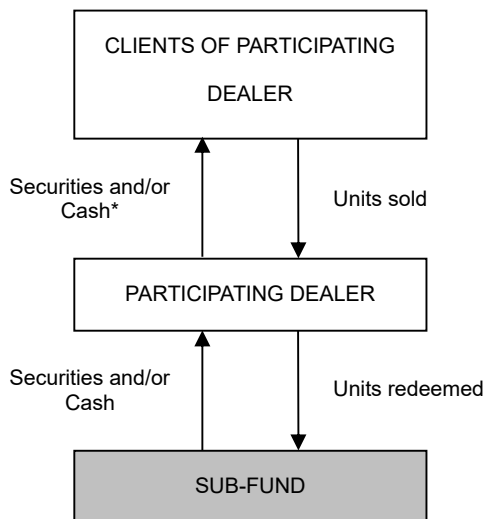 CLIENTS OF PARTICIPATING
DEALER
Securities and/or
Cash*
Units sold
PARTICIPATING DEALER
Securities and/or
Cash
Units redeemed
SUB-FUND